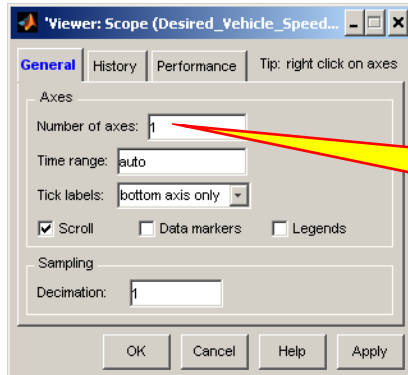 'Viewer: Scope (Desired_Vehicle_Speed...
General History Performance Tip: right click on axes
Axes
Number of axes: 1
Time range: auto
Tick labels: bottom axis only
Scroll Data markers Legends
Sampling
Decimation: 1
OK Cancel Help Apply